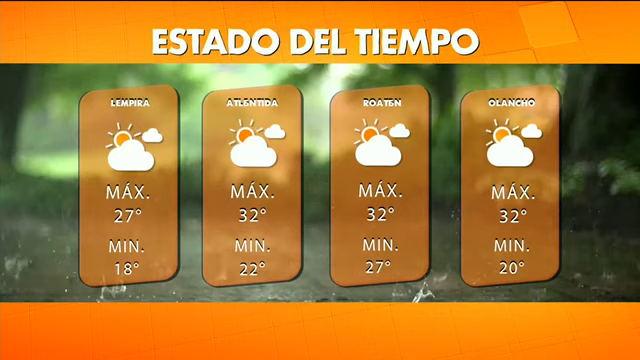 ESTADO DEL TIEMPO
LEMPIRA
MÁX.
27°
MIN.
18°
ATLENTIDA
MÁX.
32°
MIN.
22°
ROATEN
MÁX.
32°
MIN.
27°
OLANCHO
MÁX.
32°
MIN.
20°